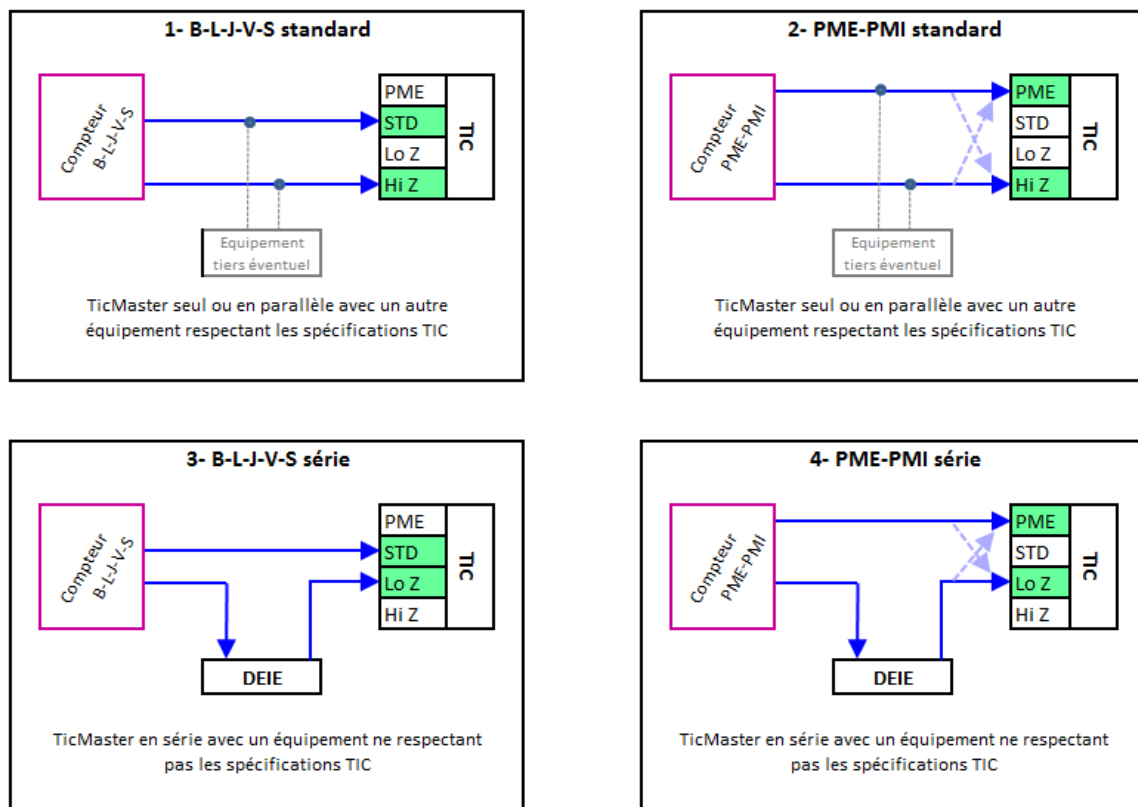 1- B-L-J-V-S standard
Compteur
B-L-J-V-S
PME
STD
Lo Z
Hi Z
TIC
Equipement
tiers éventuel
TicMaster seul ou en parallèle avec un autre
équipement respectant les spécifications TIC
2- PME-PMI standard
Compteur
PME-PMI
PME
STD
Lo Z
Hi Z
TIC
Equipement
tiers éventuel
TicMaster seul ou en parallèle avec un autre
équipement respectant les spécifications TIC
3- B-L-J-V-S série
Compteur
B-L-J-V-S
PME
STD
Lo Z
Hi Z
TIC
DEIE
TicMaster en série avec un équipement ne respectant
pas les spécifications TIC
4- PME-PMI série
Compteur
PME-PMI
PME
STD
Lo Z
Hi Z
TIC
DEIE
TicMaster en série avec un équipement ne respectant
pas les spécifications TIC